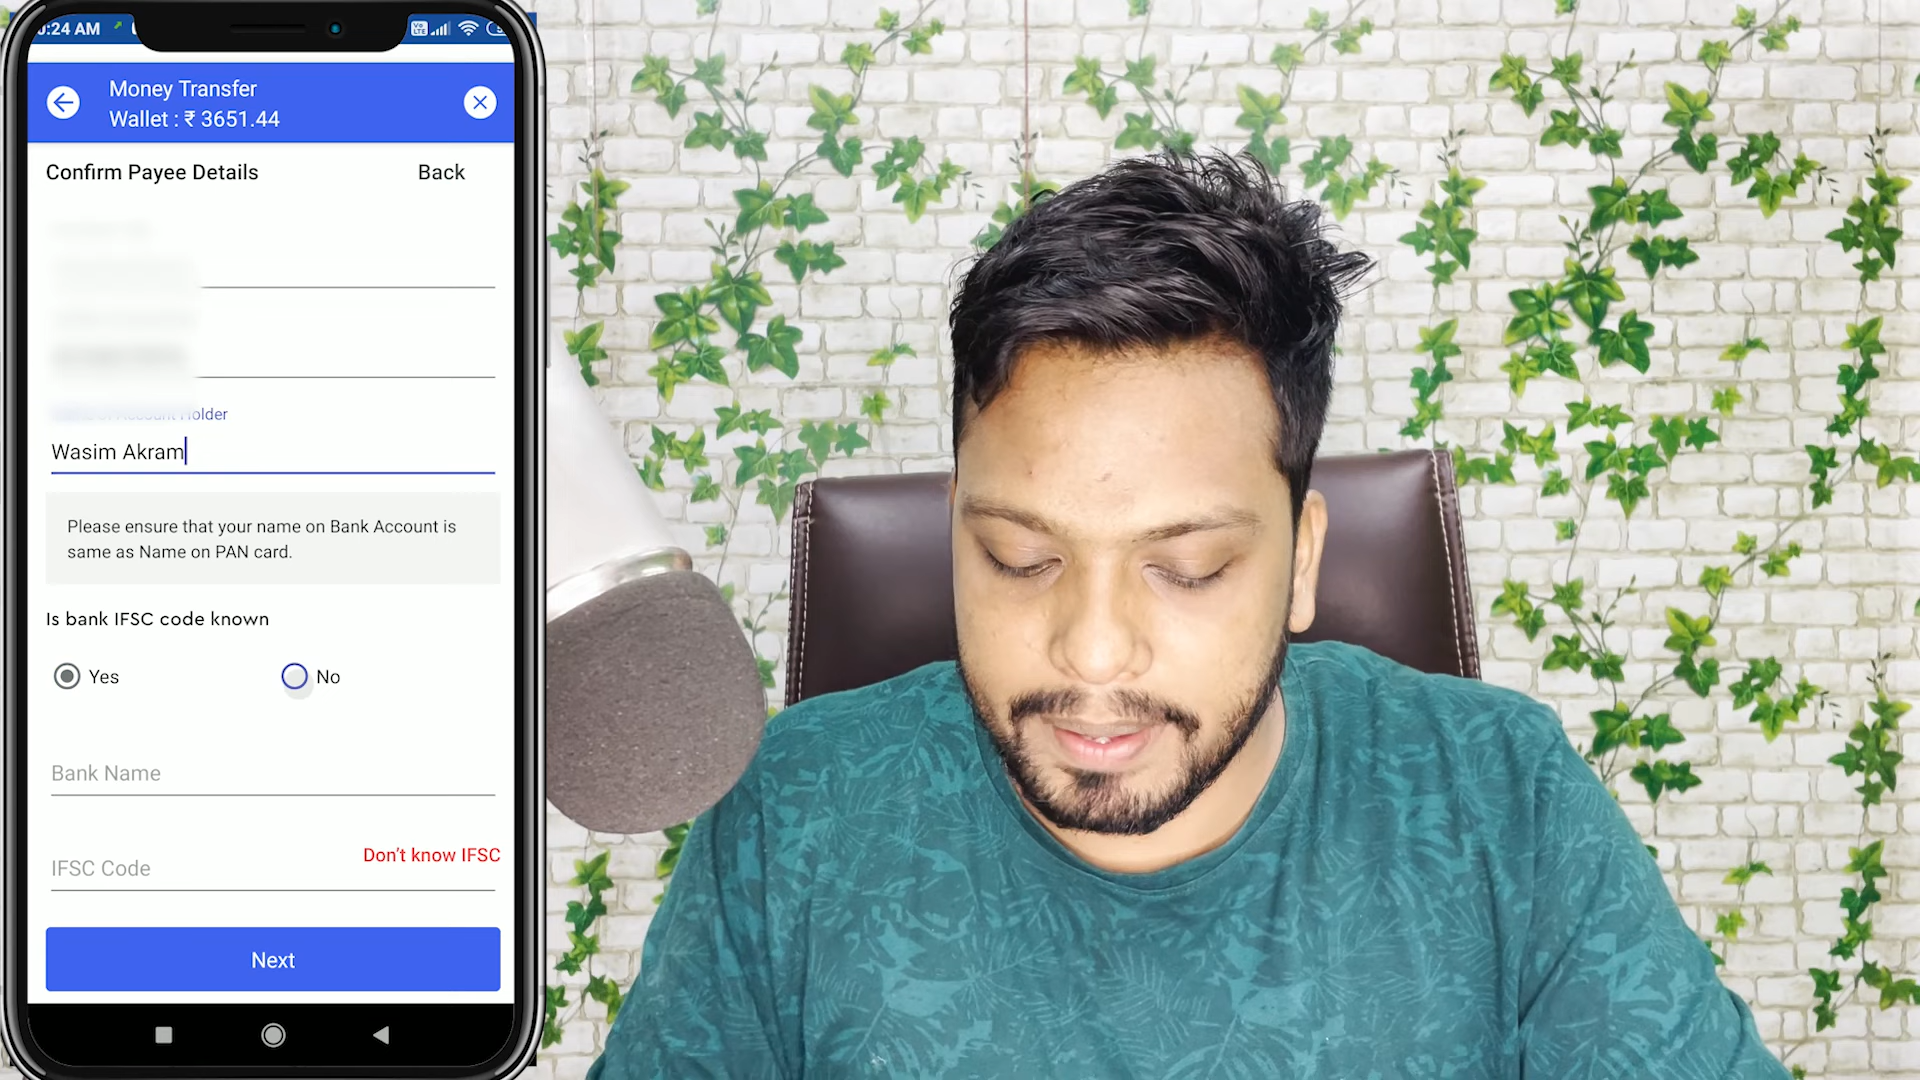 :24 AM
Money Transfer
Wallet : ₹ 3651.44
Confirm Payee Details
Back
Account Holder
Wasim Akram
Please ensure that your name on Bank Account is
same as Name on PAN card.
Is bank IFSC code known
Yes
No
Bank Name
Don't know IFSC
IFSC Code
Next